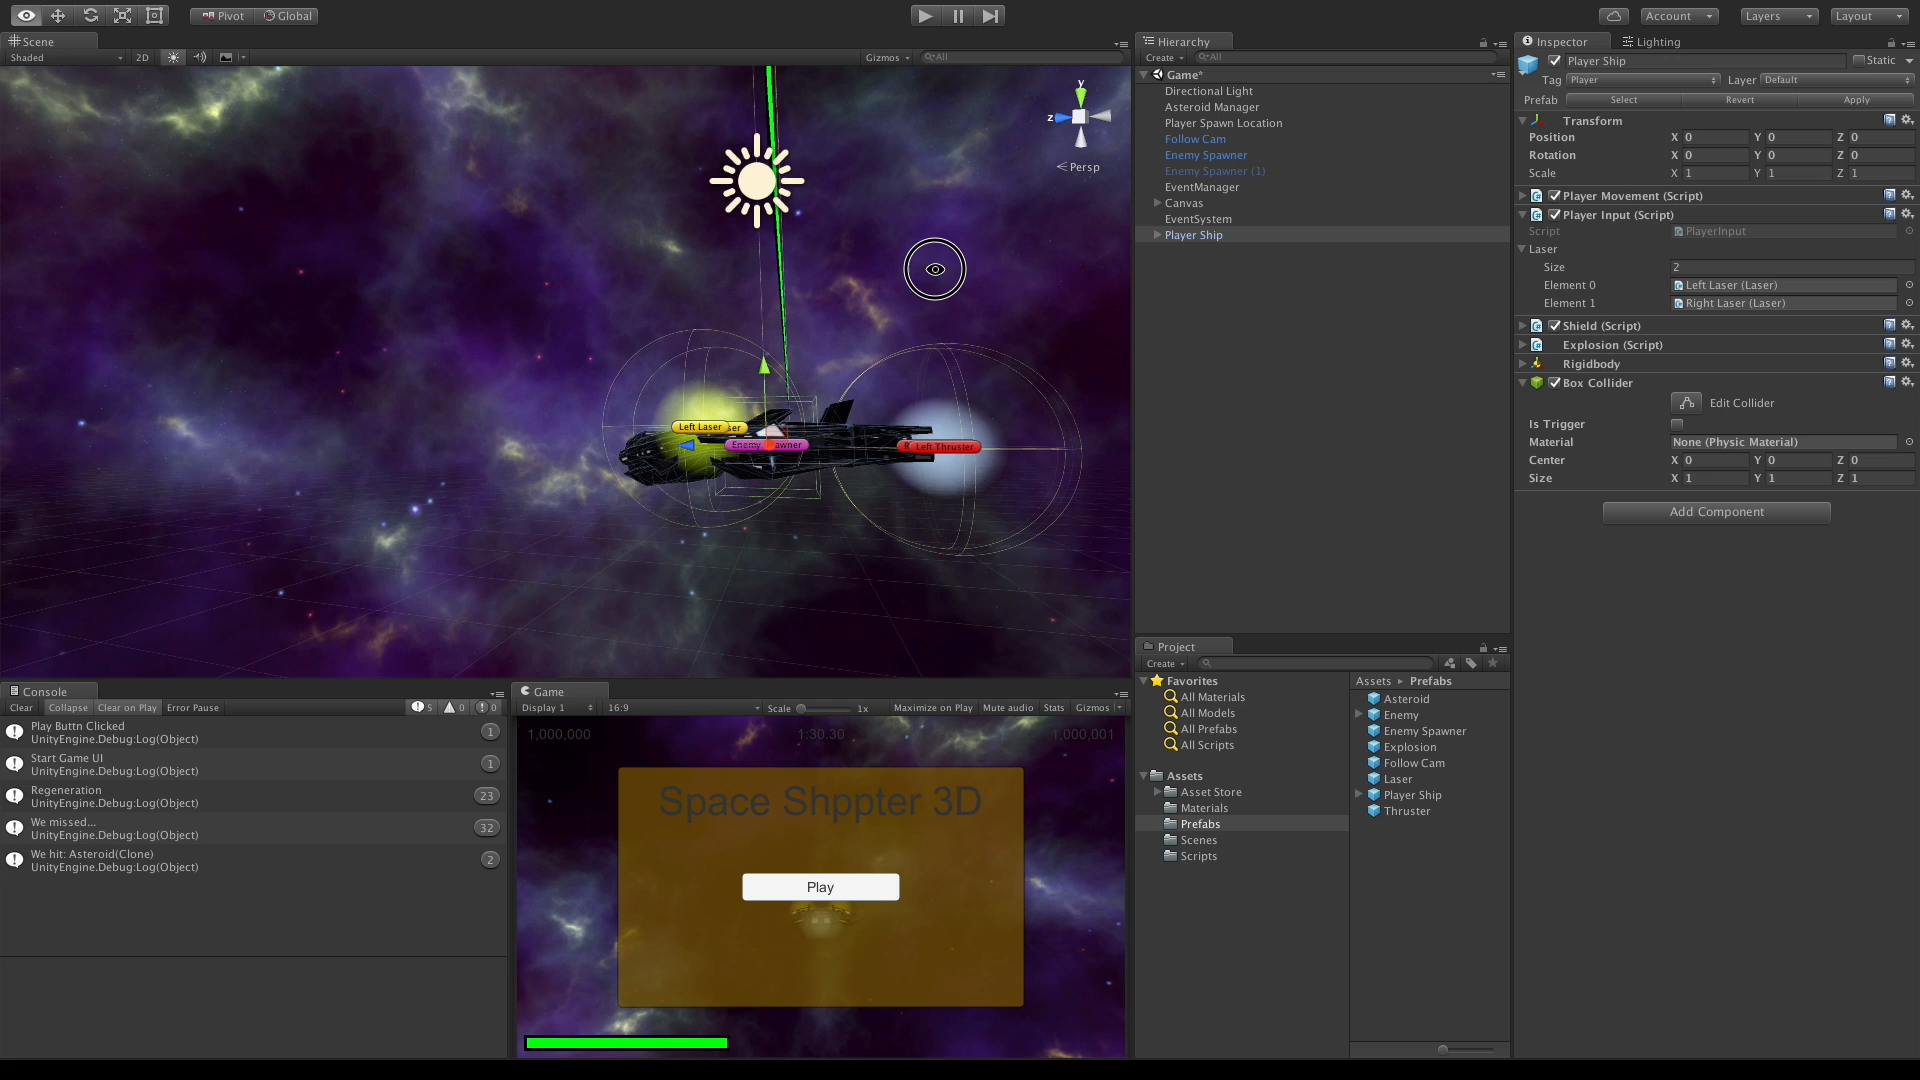 Pivot Global Account Layers Layout
Scene
Shaded 2D Gizmos All
y
z
Persp
Left Laser ser
Enemy awner
R Left Thruster
Hierarchy
Create All
Game*
Directional Light
Asteroid Manager
Player Spawn Location
Follow Cam
Enemy Spawner
Enemy Spawner (1)
EventManager
Canvas
EventSystem
Player Ship
Inspector Lighting
Player Ship Static
Tag Player Layer Default
Prefab Select Revert Apply
Transform
Position X 0 Y 0 Z 0
Rotation X 0 Y 0 Z 0
Scale X 1 Y 1 Z 1
Player Movement (Script)
Player Input (Script)
Script PlayerInput
Laser
Size 2
Element 0 Left Laser (Laser)
Element 1 Right Laser (Laser)
Shield (Script)
Explosion (Script)
Rigidbody
Box Collider
Edit Collider
Is Trigger
Material None (Physic Material)
Center X 0 Y 0 Z 0
Size X 1 Y 1 Z 1
Add Component
Console
Clear Collapse Clear on Play Error Pause 5 0 0
Play Buttn Clicked
UnityEngine.Debug:Log(Object) 1
Start Game UI
UnityEngine.Debug:Log(Object) 1
Regeneration
UnityEngine.Debug:Log(Object) 23
We missed...
UnityEngine.Debug:Log(Object) 32
We hit: Asteroid(Clone)
UnityEngine.Debug:Log(Object) 2
Game
Display 1 16:9 Scale 1x Maximize on Play Mute audio Stats Gizmos
1,000,000 1:30.30 1,000,001
Space Shppter 3D
Play
Project
Create
Favorites
All Materials
All Models
All Prefabs
All Scripts
Assets
Asset Store
Materials
Prefabs
Scenes
Scripts
Assets Prefabs
Asteroid
Enemy
Enemy Spawner
Explosion
Follow Cam
Laser
Player Ship
Thruster